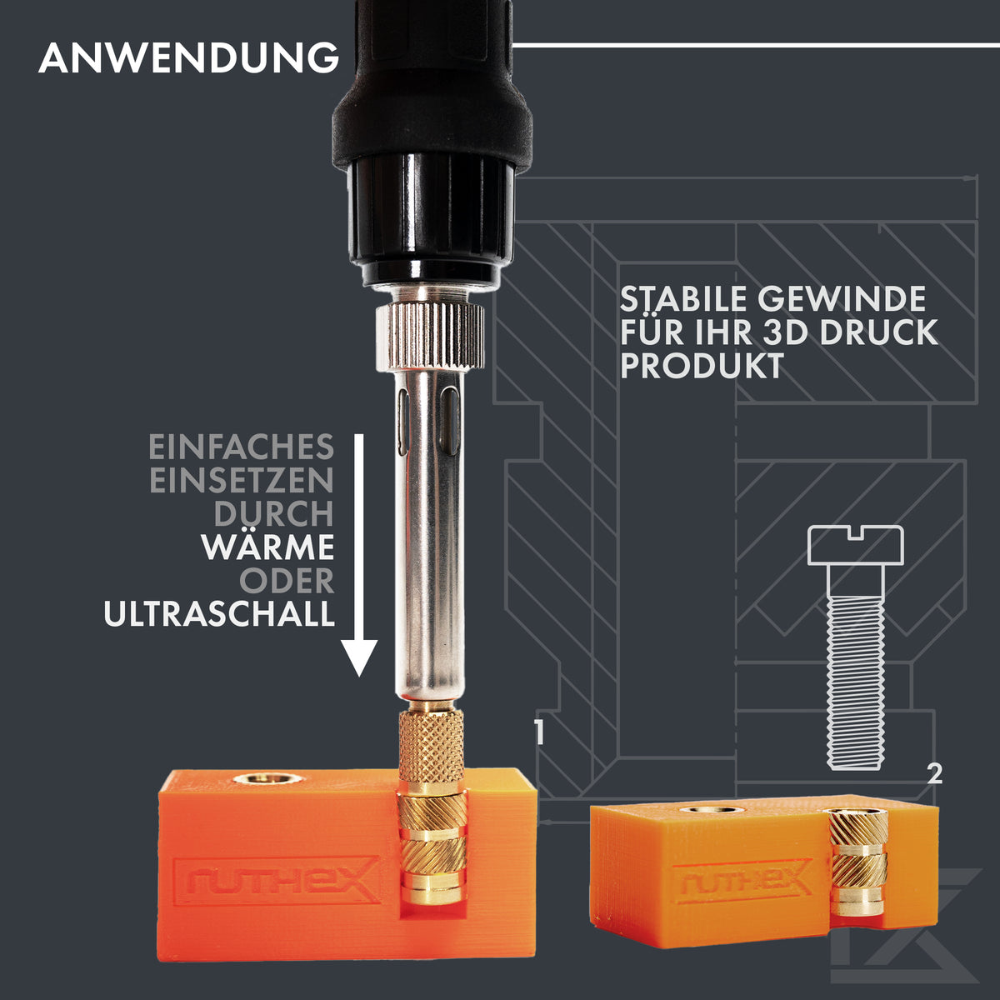 ANWENDUNG
STABILE GEWINDE
FÜR IHR 3D DRUCK
PRODUKT
EINFACHES
EINSETZEN
DURCH
WÄRME
ODER
ULTRASCHALL
1
2
ruthex
ruthex